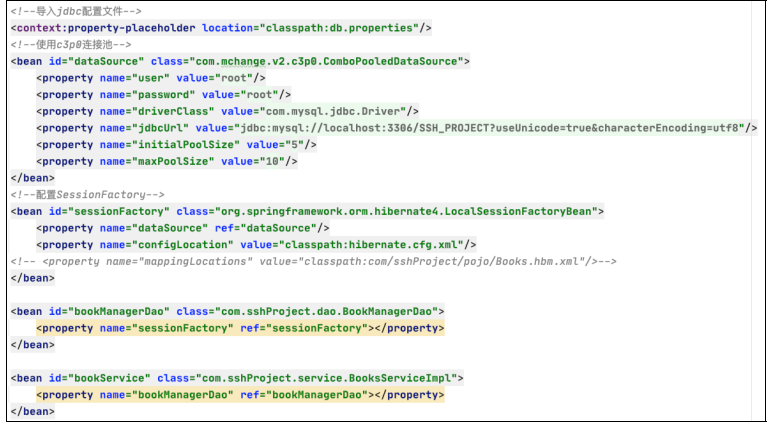 <!--导入jdbc配置文件-->
<context:property-placeholder location="classpath:db.properties"/>
<!--使用c3p0连接池-->
<bean id="dataSource" class="com.mchange.v2.c3p0.ComboPooledDataSource">
    <property name="user" value="root"/>
    <property name="password" value="root"/>
    <property name="driverClass" value="com.mysql.jdbc.Driver"/>
    <property name="jdbcUrl" value="jdbc:mysql://localhost:3306/SSH_PROJECT?useUnicode=true&characterEncoding=utf8"/>
    <property name="initialPoolSize" value="5"/>
    <property name="maxPoolSize" value="10"/>
</bean>
<!--配置SessionFactory-->
<bean id="sessionFactory" class="org.springframework.orm.hibernate4.LocalSessionFactoryBean">
    <property name="dataSource" ref="dataSource"/>
    <property name="configLocation" value="classpath:hibernate.cfg.xml"/>
<!-- <property name="mappingLocations" value="classpath:com/sshProject/pojo/Books.hbm.xml"/>-->
</bean>
<bean id="bookManagerDao" class="com.sshProject.dao.BookManagerDao">
    <property name="sessionFactory" ref="sessionFactory"></property>
</bean>
<bean id="bookService" class="com.sshProject.service.BooksServiceImpl">
    <property name="bookManagerDao" ref="bookManagerDao"></property>
</bean>